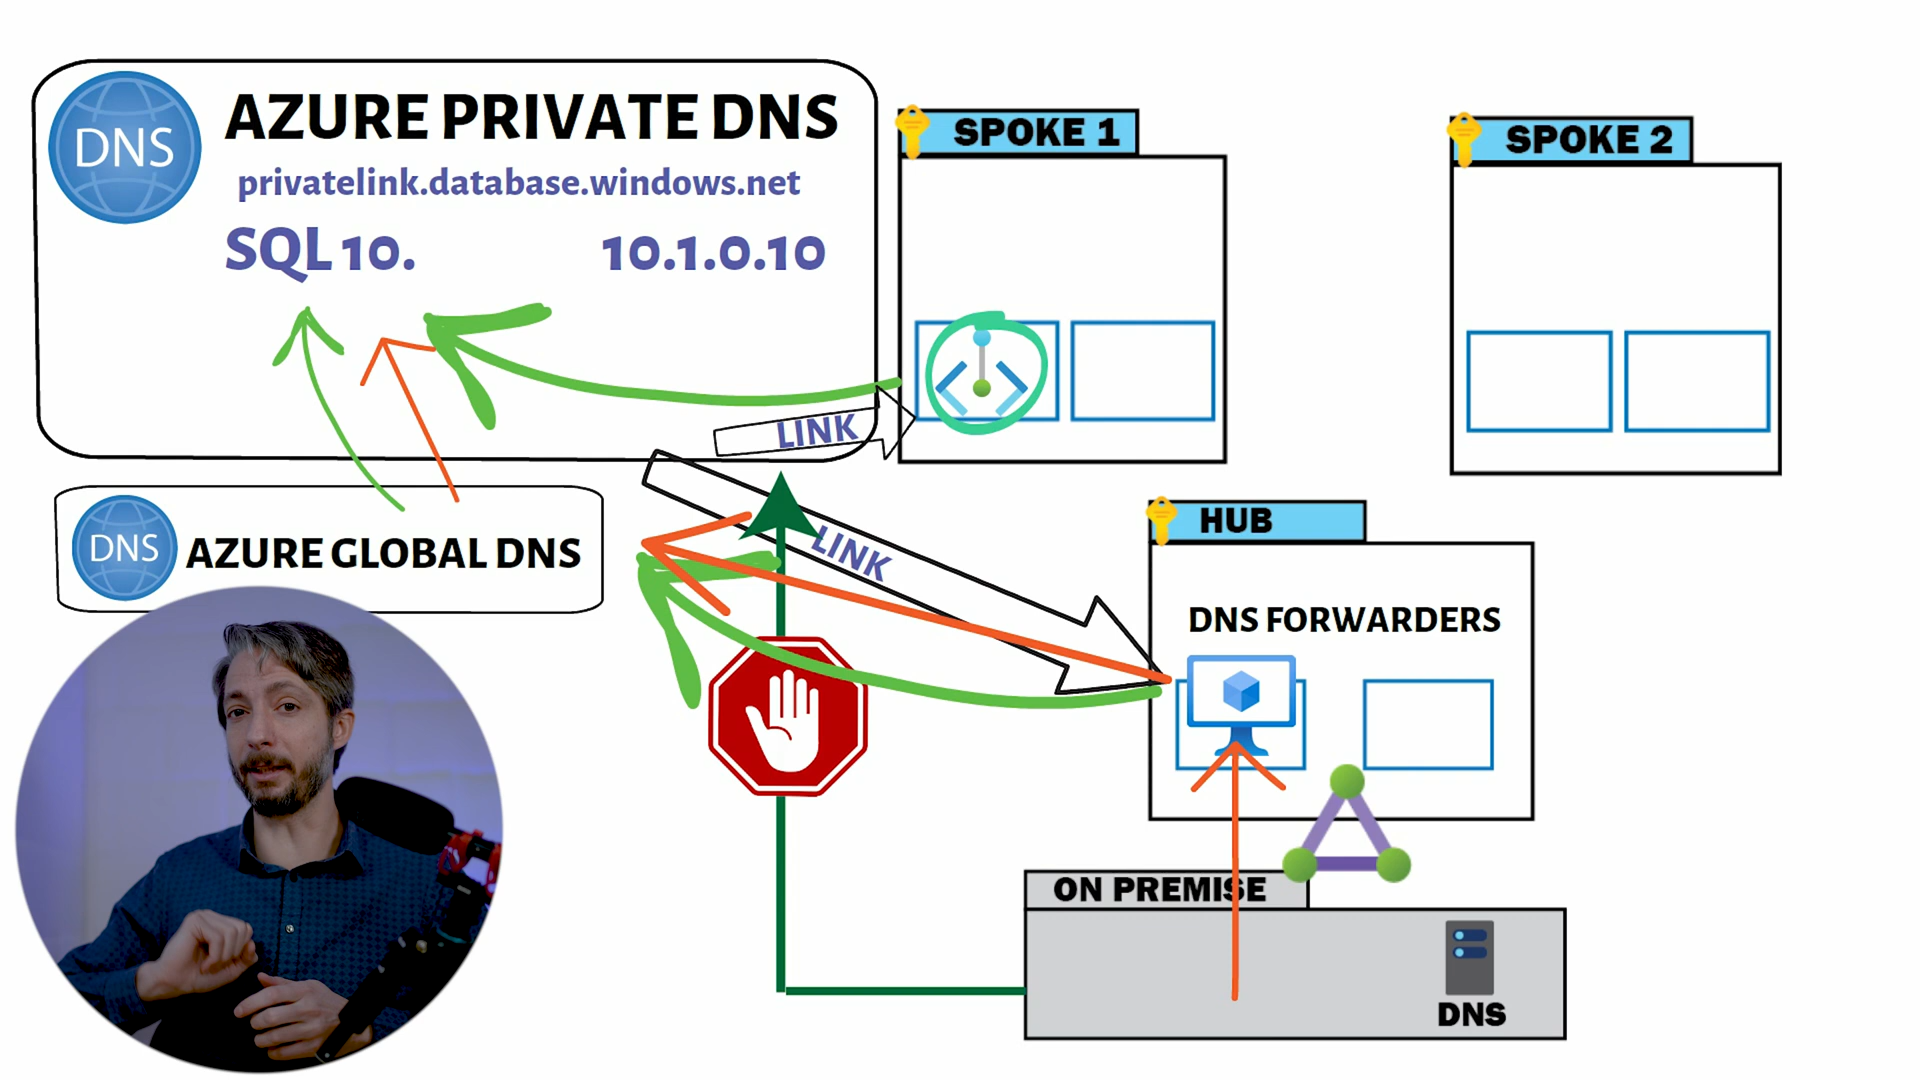 DNS
AZURE PRIVATE DNS
privatelink.database.windows.net
SQL 10. 10.1.0.10
SPOKE 1
SPOKE 2
LINK
DNS
AZURE GLOBAL DNS
LINK
HUB
DNS FORWARDERS
ON PREMISE
DNS